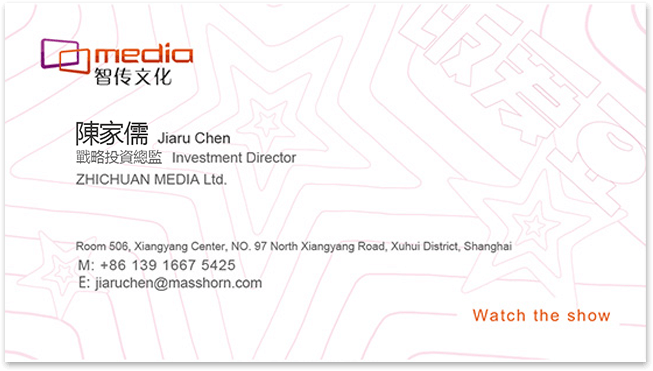 media
智传文化
陳家儒 Jiaru Chen
戰略投資總监 Investment Director
ZHICHUAN MEDIA Ltd.
Room 506, Xiangyang Center, NO. 97 North Xiangyang Road, Xuhui District, Shanghai
M: +86 139 1667 5425
E: jiaruchen@masshorn.com
Watch the show